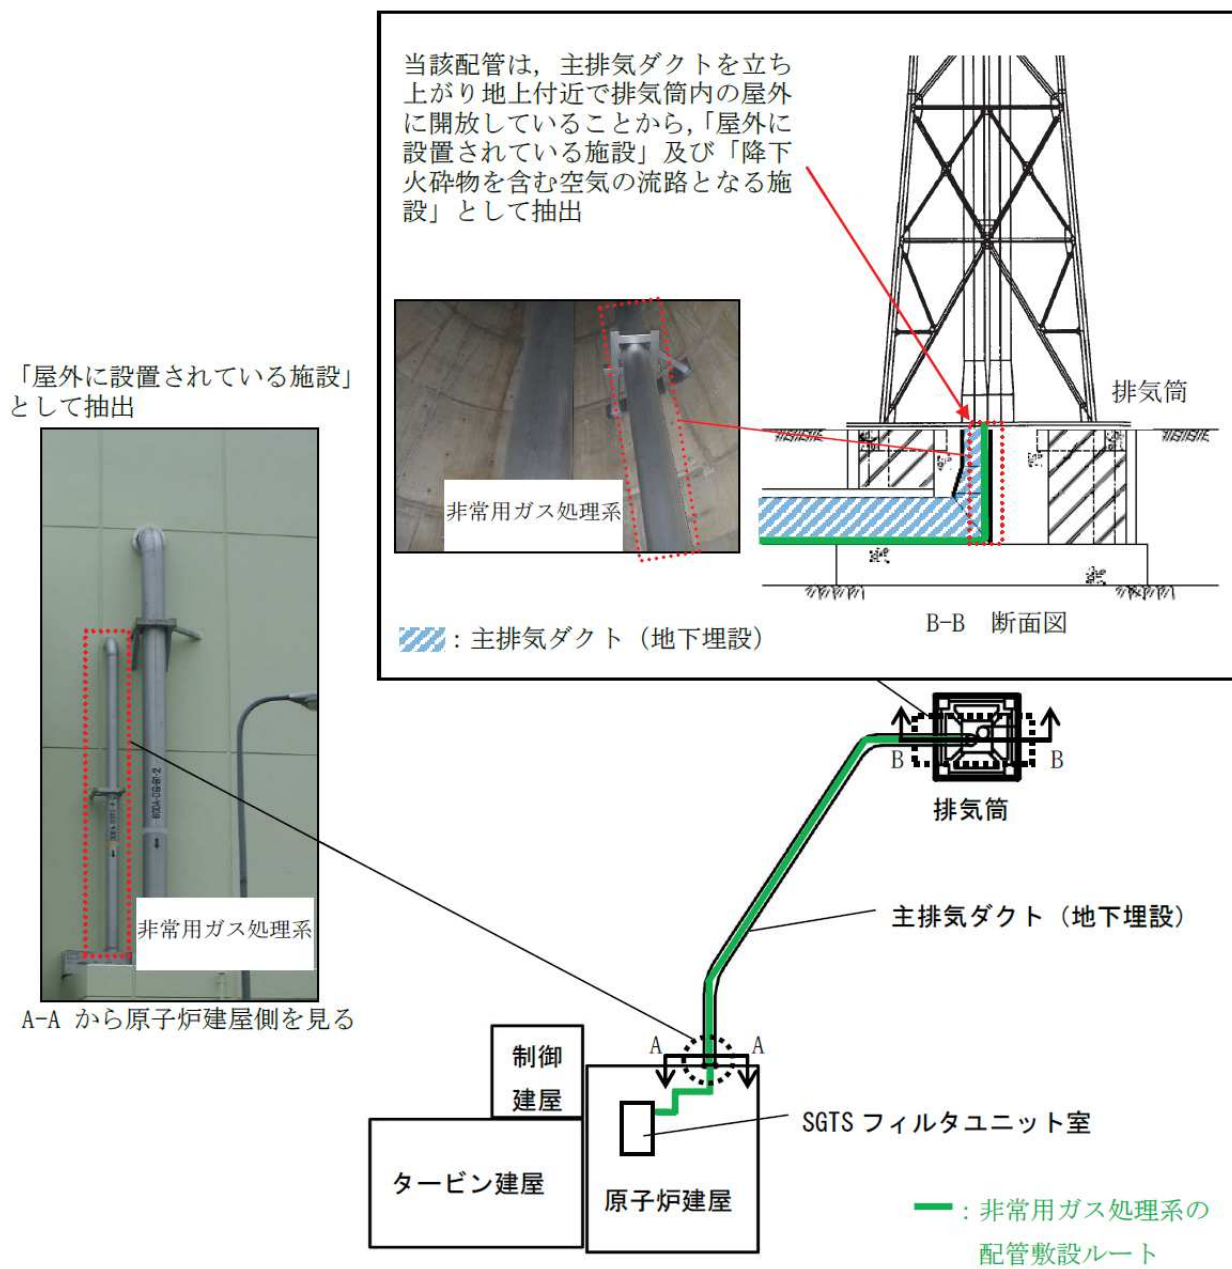 当該配管は，主排気ダクトを立ち
上がり地上付近で排気筒内の屋外
に開放していることから，「屋外に
設置されている施設」及び「降下
火砕物を含む空気の流路となる施
設」として抽出
排気筒
「屋外に設置されている施設」
として抽出
非常用ガス処理系
B-B 断面図
：主排気ダクト（地下埋設）
非常用ガス処理系
A-A から原子炉建屋側を見る
B
B
排気筒
主排気ダクト（地下埋設）
A
A
制御
建屋
SGTS フィルタユニット室
タービン建屋
原子炉建屋
：非常用ガス処理系の
配管敷設ルート